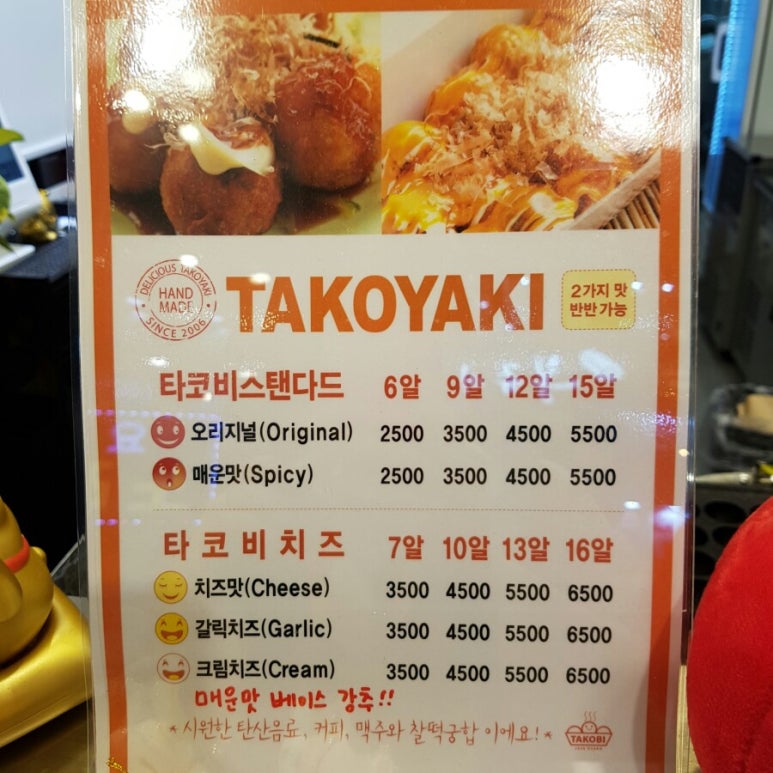 DELICIOUS TAKOYAKI
HAND
MADE
SINCE 2006
TAKOYAKI
2가지 맛
반반 가능
타코비스탠다드 6알 9알 12알 15알
오리지널(Original) 2500 3500 4500 5500
매운맛(Spicy) 2500 3500 4500 5500
타코비치즈 7알 10알 13알 16알
치즈맛(Cheese) 3500 4500 5500 6500
갈릭치즈(Garlic) 3500 4500 5500 6500
크림치즈(Cream) 3500 4500 5500 6500
매운맛 베이스 강추!!
* 시원한 탄산음료, 커피, 맥주와 찰떡궁합 이에요! *
TAKOBI